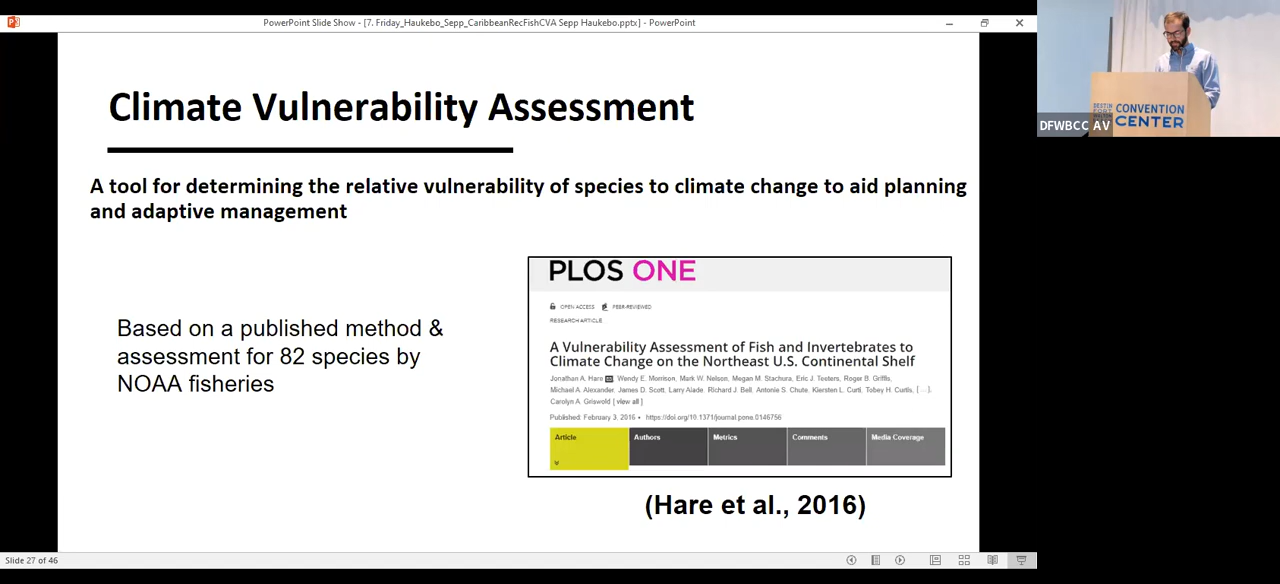 PowerPoint Slide Show - [7. Friday_Haukebo_Sepp_CaribbeanRecFishCVA Sepp Haukebo.pptx] - PowerPoint
Climate Vulnerability Assessment
A tool for determining the relative vulnerability of species to climate change to aid planning
and adaptive management
Based on a published method &
assessment for 82 species by
NOAA fisheries
PLOS ONE
OPEN ACCESS PEER-REVIEWED
RESEARCH ARTICLE
A Vulnerability Assessment of Fish and Invertebrates to
Climate Change on the Northeast U.S. Continental Shelf
Jonathan A. Hare, Wendy E. Morrison, Mark W. Nelson, Megan M. Stachura, Eric J. Teeters, Roger B. Griffis,
Michael A. Alexander, James D. Scott, Larry Alade, Richard J. Bell, Antonie S. Chute, Kiersten L. Curti, Tobey H. Curtis, [ ... ],
Carolyn A. Griswold [ view all ]
Published: February 3, 2016 • https://doi.org/10.1371/journal.pone.0146756
Article Authors Metrics Comments Media Coverage
(Hare et al., 2016)
Slide 27 of 46
DESTIN
FORT
WALTON
CONVENTION
CENTER
DFWBCC AV